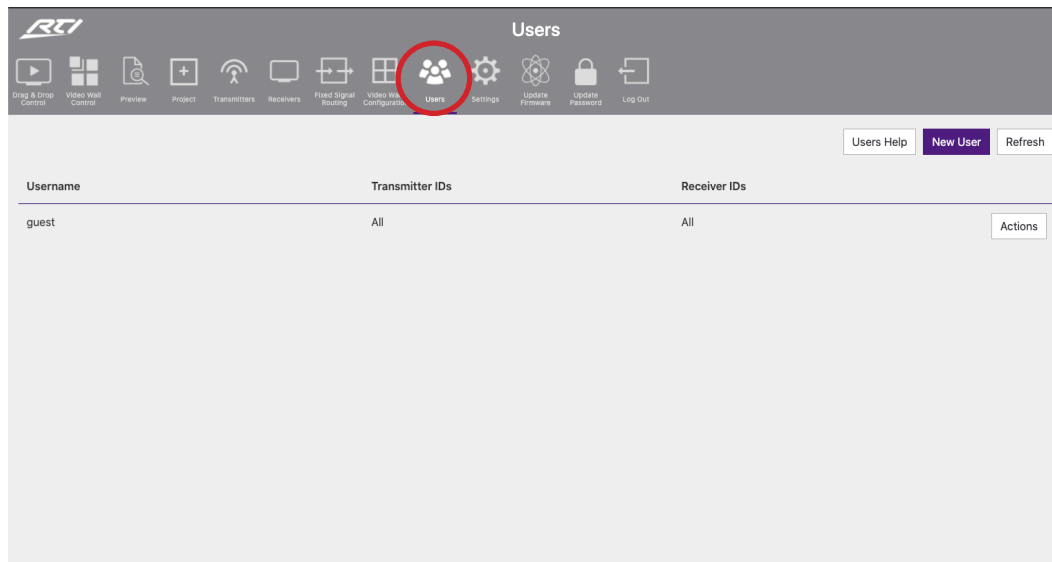 RTI
Users
Drag & Drop
Control
Video Wall
Control
Preview
Project
Transmitters
Receivers
Fixed Signal
Routing
Video Wall
Configuration
Users
Settings
Update
Firmware
Update
Password
Log Out
Users Help
New User
Refresh
Username
Transmitter IDs
Receiver IDs
guest
All
All
Actions